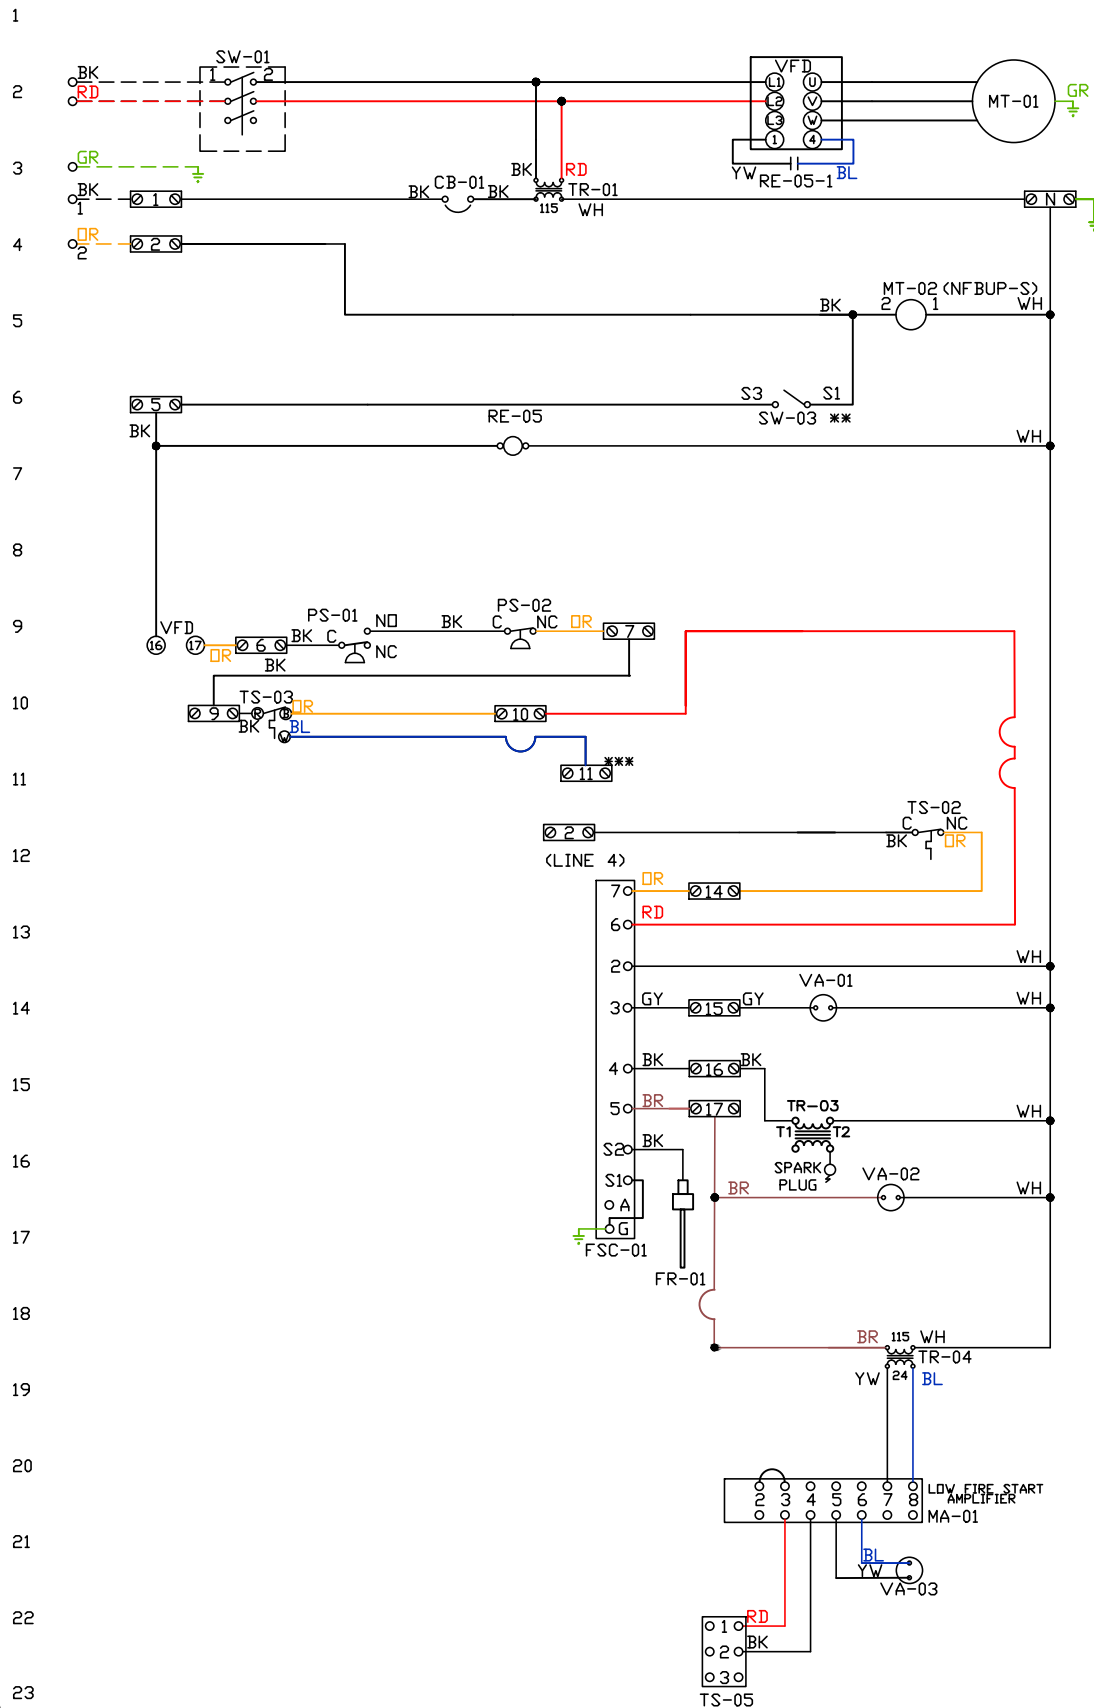 1
SW-01
1 2
VFD
BK
L1 U
2
RD
L2 V
MT-01
GR
L3 W
1 4
3
GR
BK RD
YW RE-05-1 BL
BK
1
1
BK CB-01 BK
TR-01
115 WH
N
4
OR
2
2
MT-02 (NFBUP-S)
5
BK 2 1 WH
6
5
S3 S1
SW-03 **
BK
RE-05
WH
7
8
9
VFD
16 17
OR
6
BK
PS-01
C NO
NC
BK
PS-02
C NC
OR
7
BK
10
9
BK
TS-03
R B
W
OR
BL
10
11
11 ***
TS-02
C NC
BK OR
2
12
(LINE 4)
7 OR 14
13
6 RD
2 WH
VA-01
14
3 GY 15 GY WH
4 BK 16 BK
15
5 BR 17
TR-03
T1 T2
WH
S2 BK
16
SPARK
PLUG
S1
BR
VA-02
WH
A
17
G
FSC-01
FR-01
18
BR 115 WH
TR-04
19
YW 24 BL
20
2 3 4 5 6 7 8
LOW FIRE START
AMPLIFIER
MA-01
21
BL
YW
VA-03
22
RD
1
BK
2
3
23
TS-05